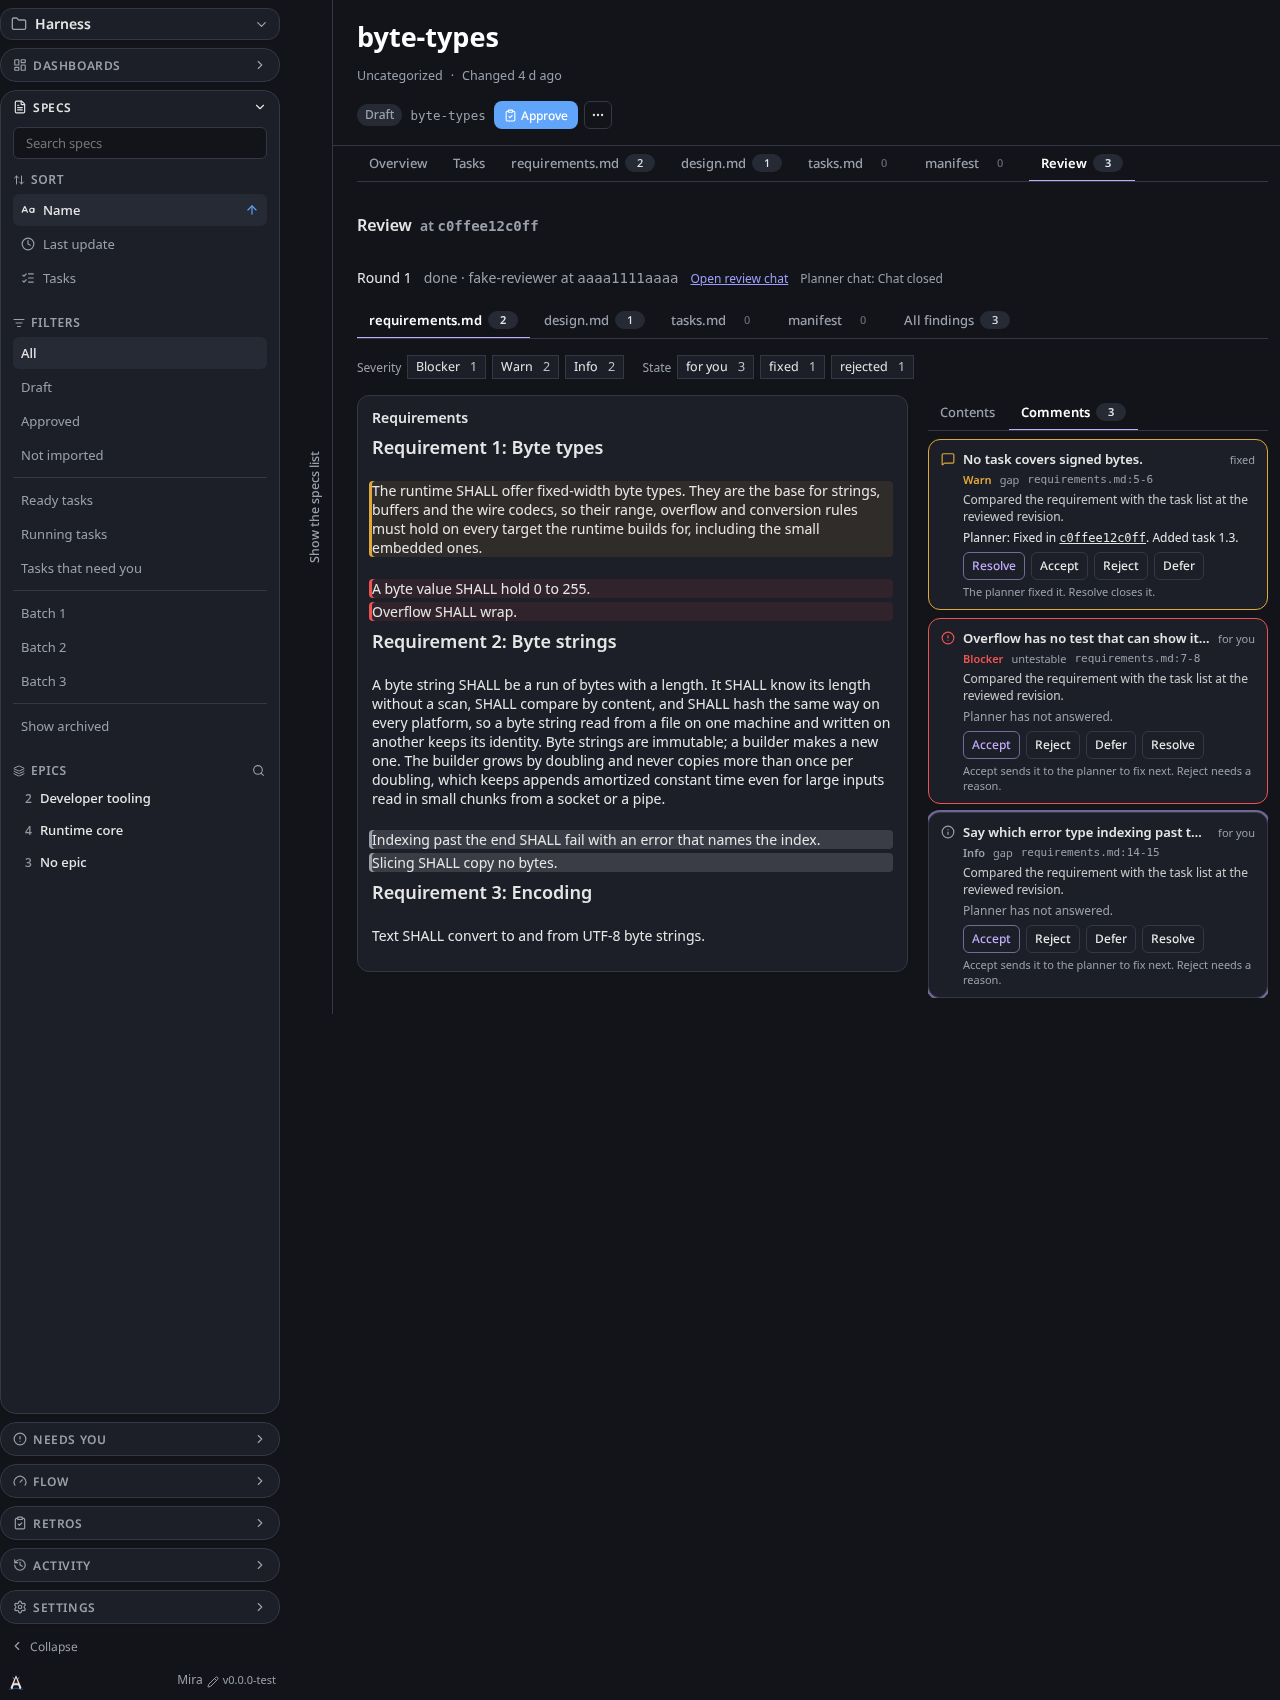 Harness
DASHBOARDS
SPECS
Search specs
SORT
Aa Name
Last update
Tasks
FILTERS
All
Draft
Approved
Not imported
Ready tasks
Running tasks
Tasks that need you
Batch 1
Batch 2
Batch 3
Show archived
EPICS
2 Developer tooling
4 Runtime core
3 No epic
NEEDS YOU
FLOW
RETROS
ACTIVITY
SETTINGS
Collapse
A
Mira v0.0.0-test
Show the specs list
byte-types
Uncategorized · Changed 4 d ago
Draft byte-types Approve ···
Overview Tasks requirements.md 2 design.md 1 tasks.md 0 manifest 0 Review 3
Review at c0ffee12c0ff
Round 1 done · fake-reviewer at aaaa1111aaaa Open review chat Planner chat: Chat closed
requirements.md 2 design.md 1 tasks.md 0 manifest 0 All findings 3
Severity Blocker 1 Warn 2 Info 2 State for you 3 fixed 1 rejected 1
Requirements
Requirement 1: Byte types
The runtime SHALL offer fixed-width byte types. They are the base for strings,
buffers and the wire codecs, so their range, overflow and conversion rules
must hold on every target the runtime builds for, including the small
embedded ones.
A byte value SHALL hold 0 to 255.
Overflow SHALL wrap.
Requirement 2: Byte strings
A byte string SHALL be a run of bytes with a length. It SHALL know its length
without a scan, SHALL compare by content, and SHALL hash the same way on
every platform, so a byte string read from a file on one machine and written on
another keeps its identity. Byte strings are immutable; a builder makes a new
one. The builder grows by doubling and never copies more than once per
doubling, which keeps appends amortized constant time even for large inputs
read in small chunks from a socket or a pipe.
Indexing past the end SHALL fail with an error that names the index.
Slicing SHALL copy no bytes.
Requirement 3: Encoding
Text SHALL convert to and from UTF-8 byte strings.
Contents Comments 3
No task covers signed bytes. fixed
Warn gap requirements.md:5-6
Compared the requirement with the task list at the
reviewed revision.
Planner: Fixed in c0ffee12c0ff. Added task 1.3.
Resolve Accept Reject Defer
The planner fixed it. Resolve closes it.
Overflow has no test that can show it... for you
Blocker untestable requirements.md:7-8
Compared the requirement with the task list at the
reviewed revision.
Planner has not answered.
Accept Reject Defer Resolve
Accept sends it to the planner to fix next. Reject needs a
reason.
Say which error type indexing past t... for you
Info gap requirements.md:14-15
Compared the requirement with the task list at the
reviewed revision.
Planner has not answered.
Accept Reject Defer Resolve
Accept sends it to the planner to fix next. Reject needs a
reason.